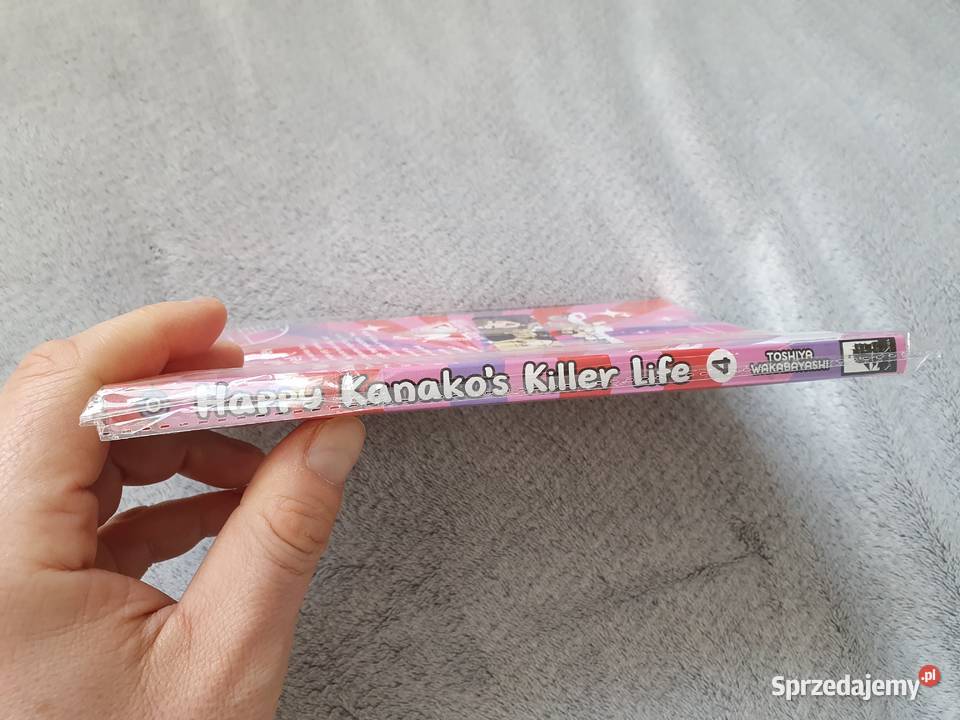 Happy Kanako's Killer Life
4
TOSHIYA
WAKABAYASHI
Sprzedajemy.pl